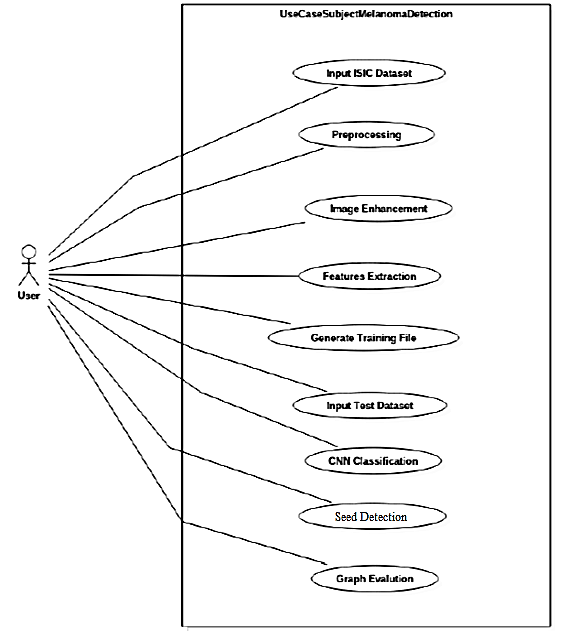 UseCaseSubjectMelanomaDetection
Input ISIC Dataset
Preprocessing
Image Enhancement
Features Extraction
User
Generate Training File
Input Test Dataset
CNN Classification
Seed Detection
Graph Evalution